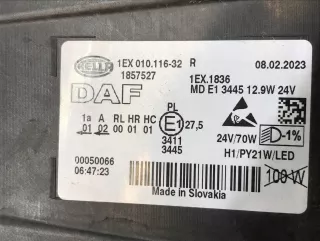 HELLA 1EX 010.116-32 R 08.02.2023
1857527 1EX.1836
MD E1 3445 12.9W 24V
DAF
PL
1a A RL HR HC
01 02 00 01 01 E1 27,5
3411
3445
24V/70W -1%
H1/PY21W/LED
00050066 100 W
06:47:23 Made in Slovakia